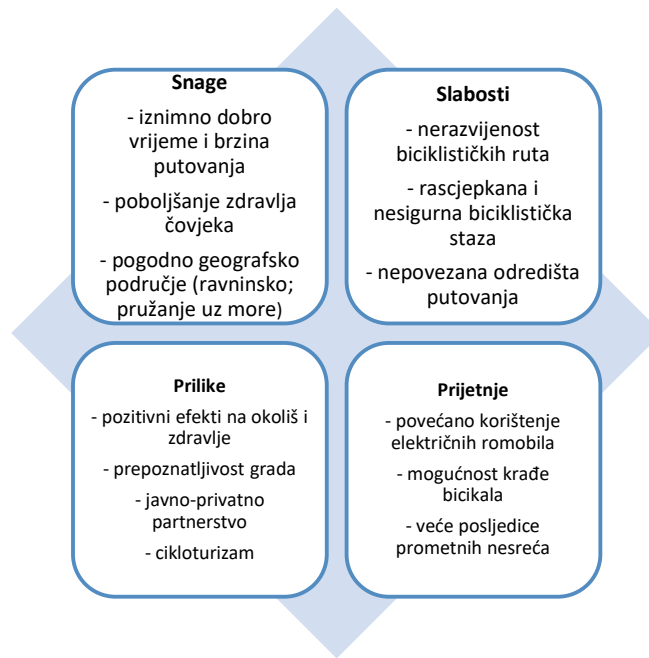 Snage
- iznimno dobro
vrijeme i brzina
putovanja
- poboljšanje zdravlja
čovjeka
- pogodno geografsko
područje (ravninsko;
pružanje uz more)
Slabosti
- nerazvijenost
biciklističkih ruta
- rascjepkana i
nesigurna biciklistička
staza
- nepovezana odredišta
putovanja
Prilike
- pozitivni efekti na okoliš i
zdravlje
- prepoznatljivost grada
- javno-privatno
partnerstvo
- cikloturizam
Prijetnje
- povećano korištenje
električnih romobila
- mogućnost krađe
bicikala
- veće posljedice
prometnih nesreća